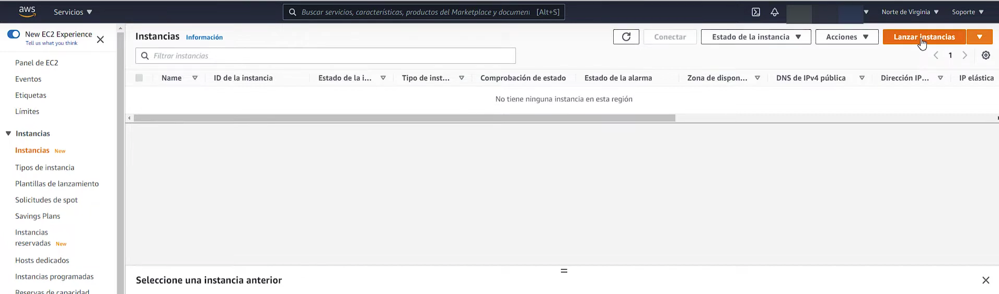 aws Servicios Buscar servicios, características, productos del Marketplace y document [Alt+S] Norte de Virginia Soporte
New EC2 Experience
Tell us what you think
Panel de EC2
Eventos
Etiquetas
Límites
Instancias
Instancias New
Tipos de instancia
Plantillas de lanzamiento
Solicitudes de spot
Savings Plans
Instancias
reservadas New
Hosts dedicados
Instancias programadas
Reservas de capacidad
Instancias Información Conectar Estado de la instancia Acciones Lanzar instancias
Filtrar instancias 1
Name ID de la instancia Estado de la i... Tipo de inst... Comprobación de estado Estado de la alarma Zona de dispon... DNS de IPv4 pública Dirección IP... IP elástica
No tiene ninguna instancia en esta región
Seleccione una instancia anterior